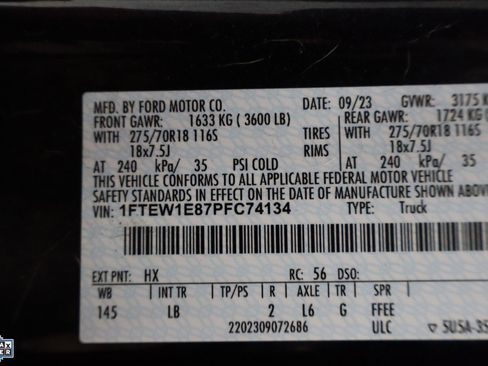 MFD. BY FORD MOTOR CO. DATE: 09/23 GVWR: 3175 K
FRONT GAWR: 1633 KG ( 3600 LB) REAR GAWR: 1724 KG
WITH 275/70R18 116S TIRES 275/70R18 116S
18x7.5J RIMS 18x7.5J
AT 240 kPa/ 35 PSI COLD AT 240 kPa/ 35
THIS VEHICLE CONFORMS TO ALL APPLICABLE FEDERAL MOTOR VEHICLE
SAFETY STANDARDS IN EFFECT ON THE DATE OF MANUFACTURE SHOWN ABOVE
VIN: 1FTEW1E87PFC74134 TYPE: Truck
EXT PNT: HX RC: 56 DSO:
WB INT TR TP/PS R AXLE TR SPR
145 LB 2 L6 G FFEE
2202309072686 ULC ▽ 5U5A-35